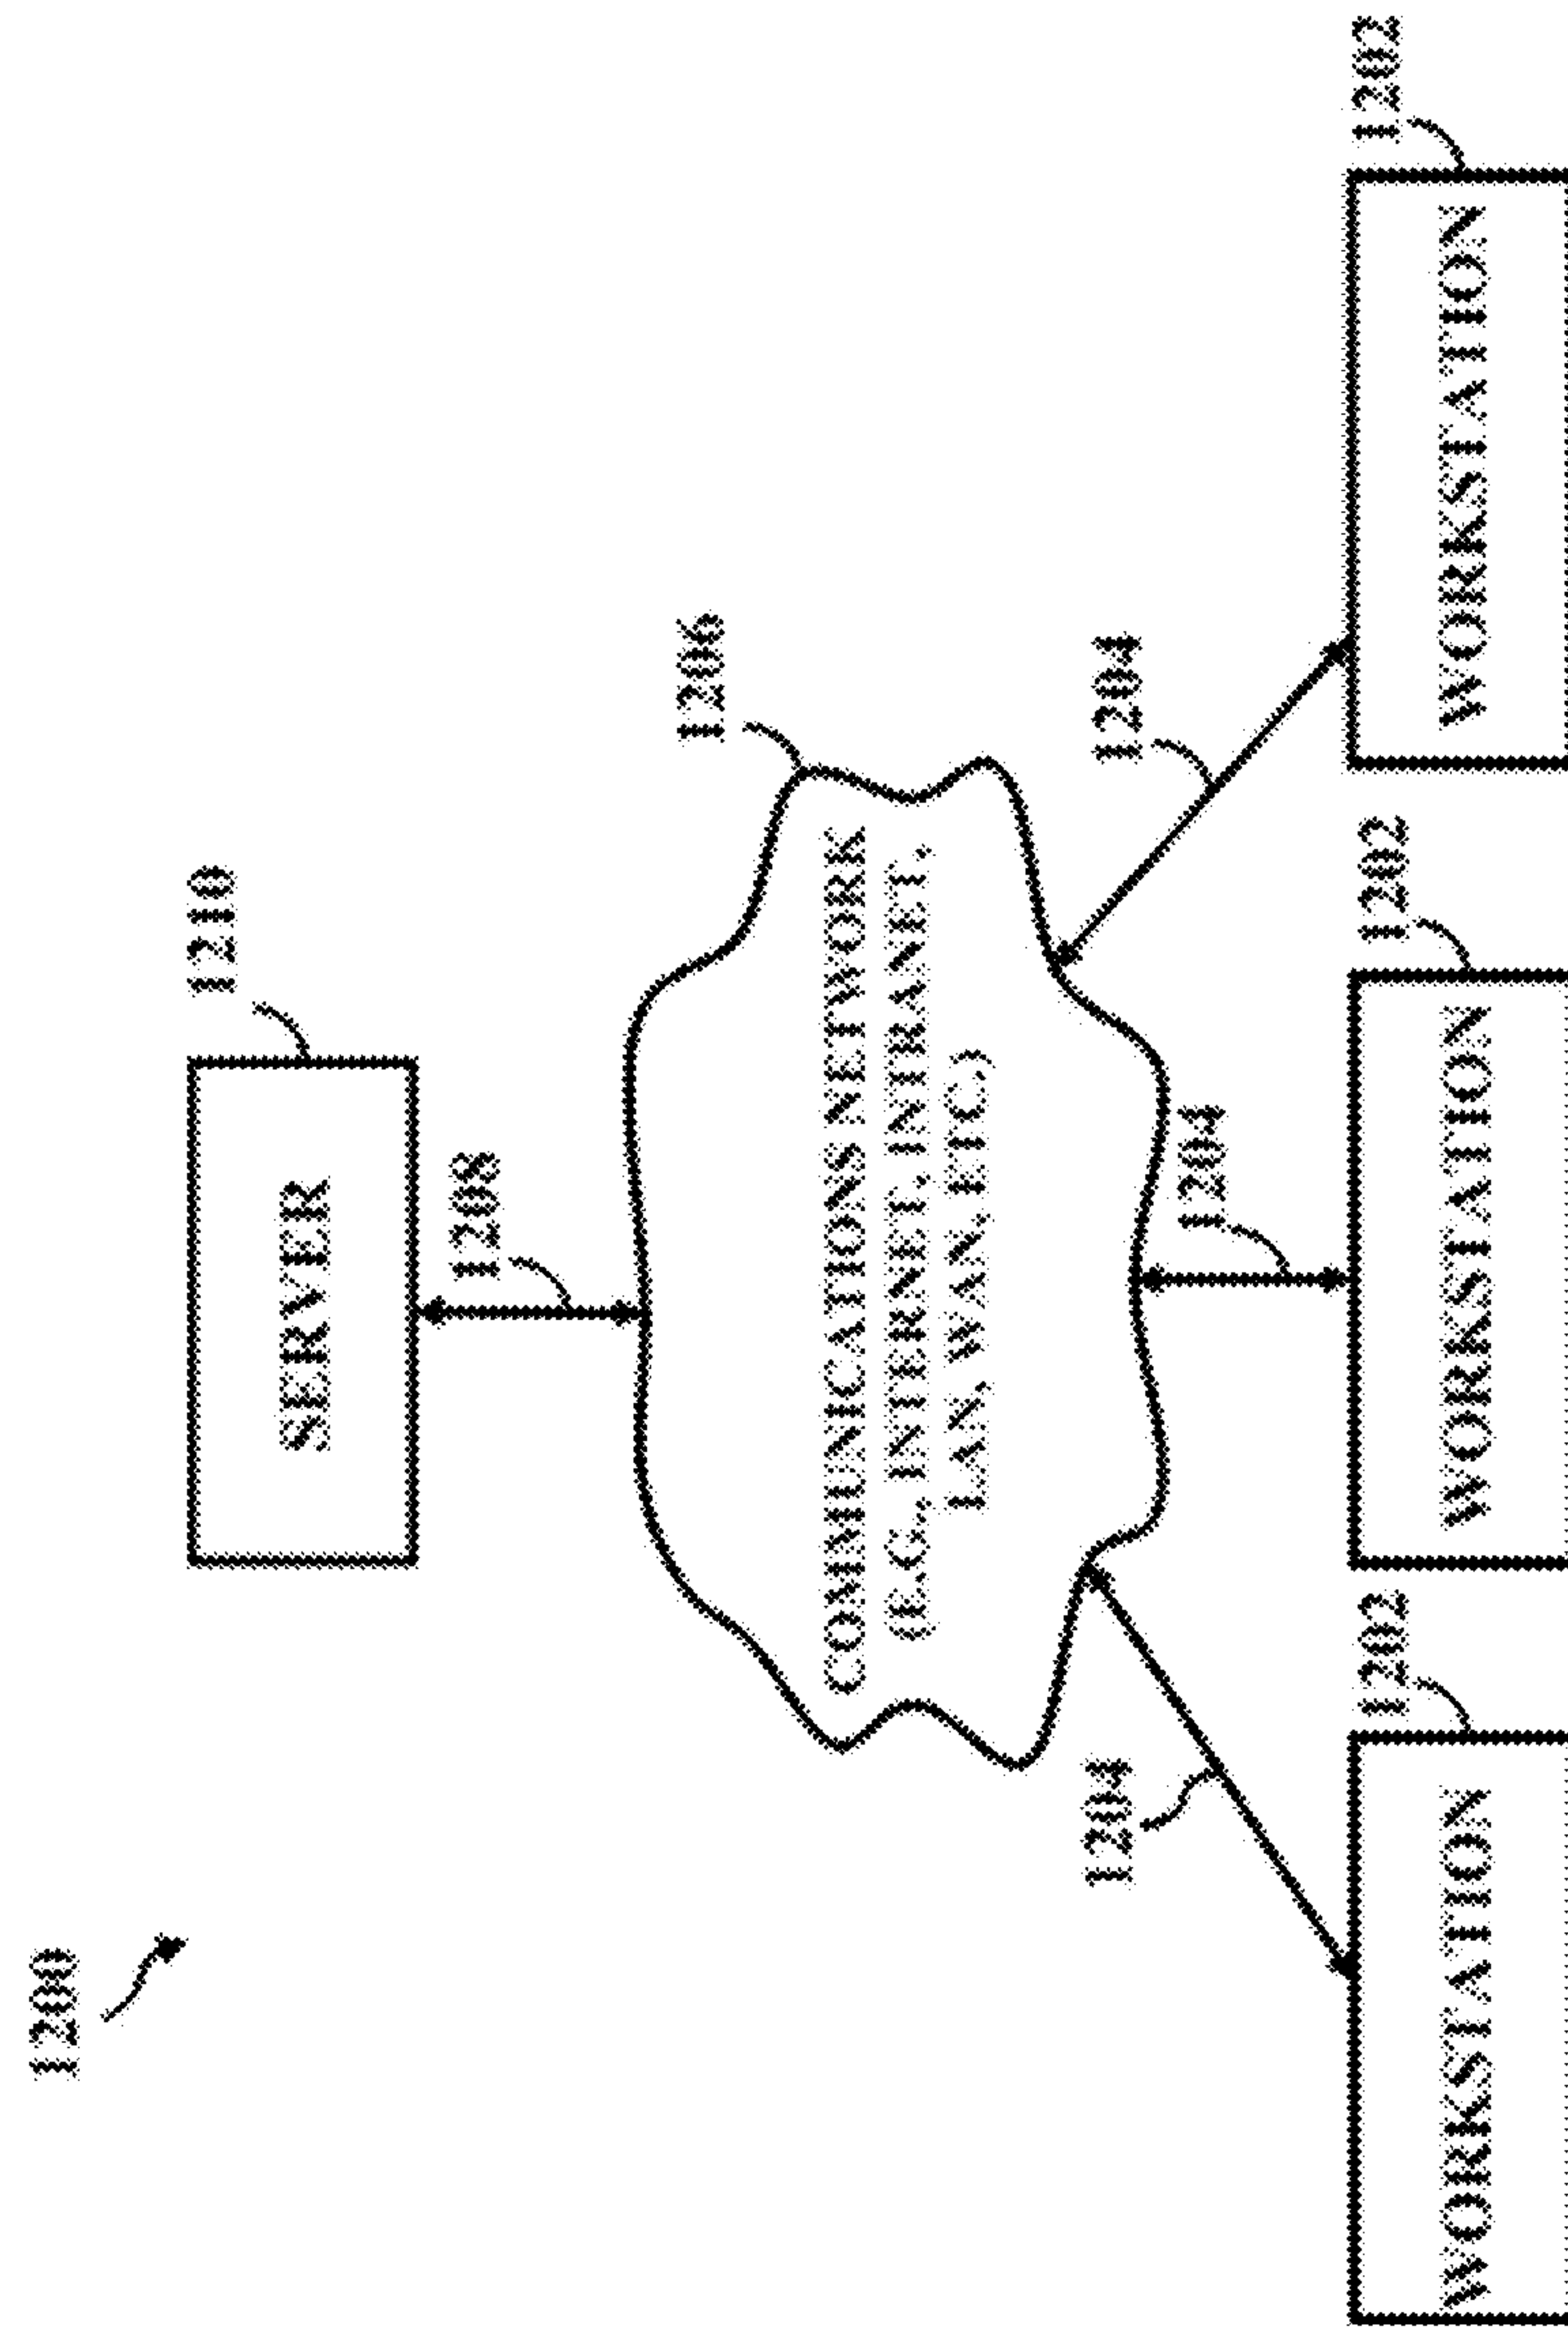 1200
1210
SERVER
1208
1206
COMMUNICATIONS NETWORK
(E.G., INTERNET, INTRANET,
LAN, WAN, ETC.)
1204
1204
1204
1202
1202
1202
WORKSTATION
WORKSTATION
WORKSTATION